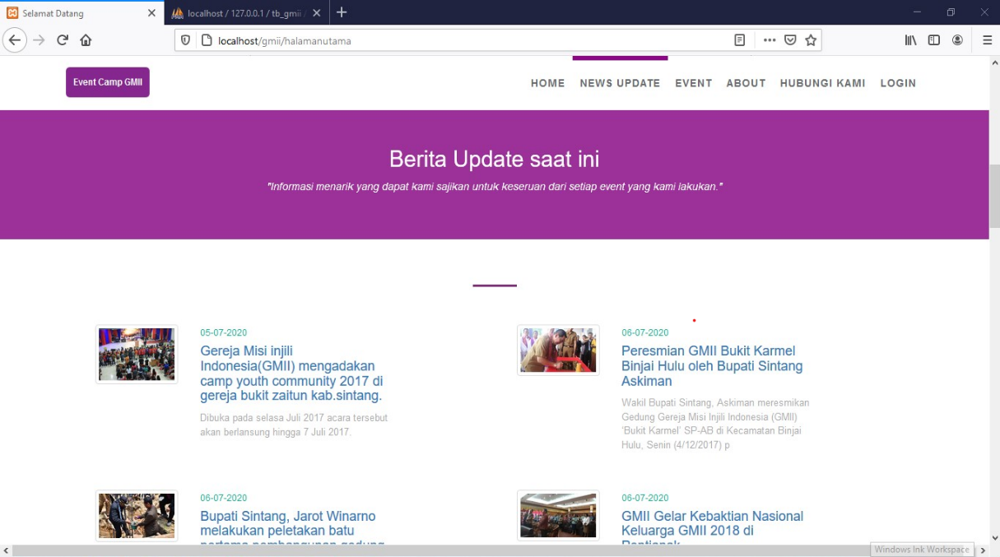 Selamat Datang
localhost / 127.0.0.1 / tb_gmii /
localhost/gmii/halamanutama
Event Camp GMII
HOME NEWS UPDATE EVENT ABOUT HUBUNGI KAMI LOGIN
Berita Update saat ini
"Informasi menarik yang dapat kami sajikan untuk keseruan dari setiap event yang kami lakukan."
05-07-2020
Gereja Misi injili
Indonesia(GMII) mengadakan
camp youth community 2017 di
gereja bukit zaitun kab.sintang.
Dibuka pada selasa Juli 2017 acara tersebut
akan berlansung hingga 7 Juli 2017.
06-07-2020
Peresmian GMII Bukit Karmel
Binjai Hulu oleh Bupati Sintang
Askiman
Wakil Bupati Sintang, Askiman meresmikan
Gedung Gereja Misi Injili Indonesia (GMII)
'Bukit Karmel' SP-AB di Kecamatan Binjai
Hulu, Senin (4/12/2017) p
06-07-2020
Bupati Sintang, Jarot Winarno
melakukan peletakan batu
pertama pembangunan gedung
06-07-2020
GMII Gelar Kebaktian Nasional
Keluarga GMII 2018 di
Pontianak
Windows Ink Workspace